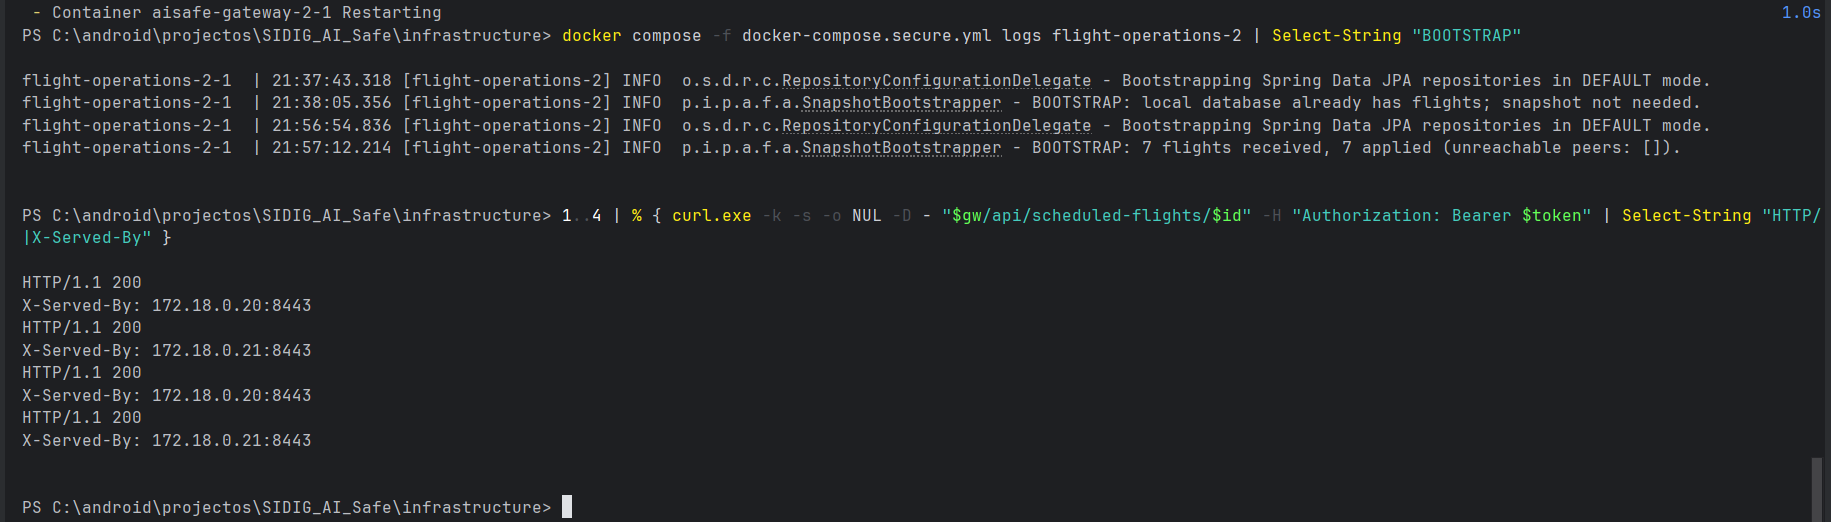 - Container aisafe-gateway-2-1 Restarting 1.0s
PS C:\android\projectos\SIDIG_AI_Safe\infrastructure> docker compose -f docker-compose.secure.yml logs flight-operations-2 | Select-String "BOOTSTRAP"
flight-operations-2-1  | 21:37:43.318 [flight-operations-2] INFO  o.s.d.r.c.RepositoryConfigurationDelegate - Bootstrapping Spring Data JPA repositories in DEFAULT mode.
flight-operations-2-1  | 21:38:05.356 [flight-operations-2] INFO  p.i.p.a.f.a.SnapshotBootstrapper - BOOTSTRAP: local database already has flights; snapshot not needed.
flight-operations-2-1  | 21:56:54.836 [flight-operations-2] INFO  o.s.d.r.c.RepositoryConfigurationDelegate - Bootstrapping Spring Data JPA repositories in DEFAULT mode.
flight-operations-2-1  | 21:57:12.214 [flight-operations-2] INFO  p.i.p.a.f.a.SnapshotBootstrapper - BOOTSTRAP: 7 flights received, 7 applied (unreachable peers: []).
PS C:\android\projectos\SIDIG_AI_Safe\infrastructure> 1..4 | % { curl.exe -k -s -o NUL -D - "$gw/api/scheduled-flights/$id" -H "Authorization: Bearer $token" | Select-String "HTTP/
|X-Served-By" }
HTTP/1.1 200
X-Served-By: 172.18.0.20:8443
HTTP/1.1 200
X-Served-By: 172.18.0.21:8443
HTTP/1.1 200
X-Served-By: 172.18.0.20:8443
HTTP/1.1 200
X-Served-By: 172.18.0.21:8443
PS C:\android\projectos\SIDIG_AI_Safe\infrastructure>